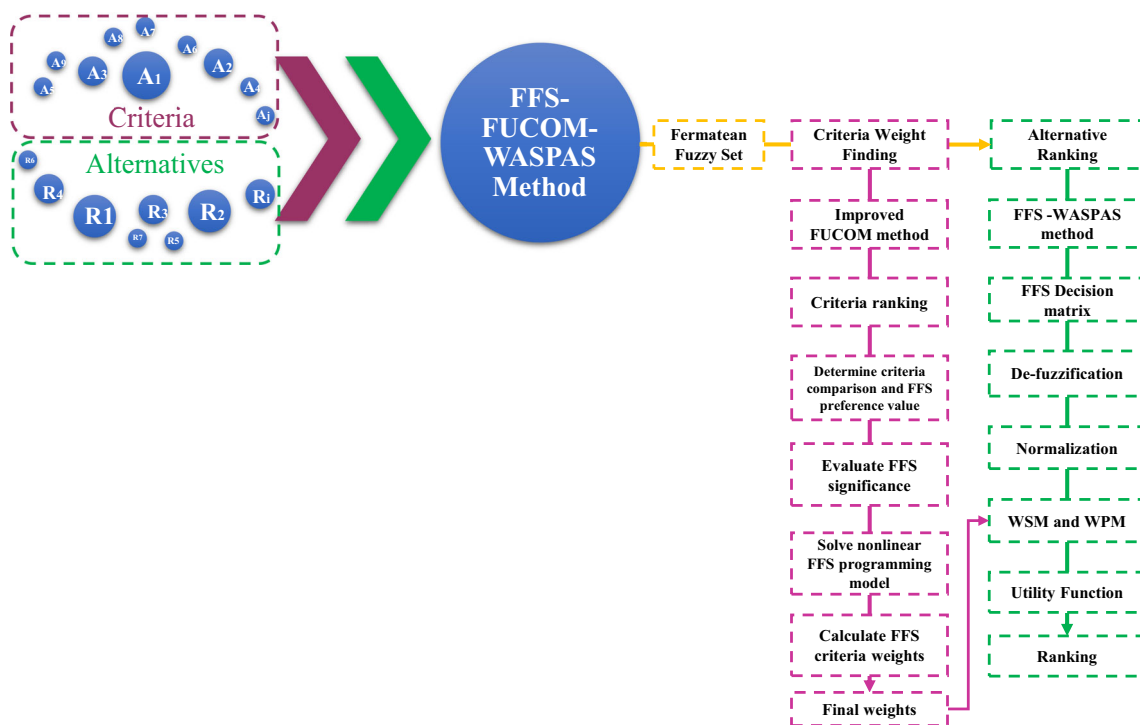 A7
A8
A6
A9
A3
A1
A2
A5
A4
Aj
Criteria
Alternatives
R6
R4
R1
R3
R2
Ri
R7
R5
FFS-
FUCOM-
WASPAS
Method
Fermatean
Fuzzy Set
Criteria Weight
Finding
Improved
FUCOM method
Criteria ranking
Determine criteria
comparison and FFS
preference value
Evaluate FFS
significance
Solve nonlinear
FFS programming
model
Calculate FFS
criteria weights
Final weights
Alternative
Ranking
FFS -WASPAS
method
FFS Decision
matrix
De-fuzzification
Normalization
WSM and WPM
Utility Function
Ranking